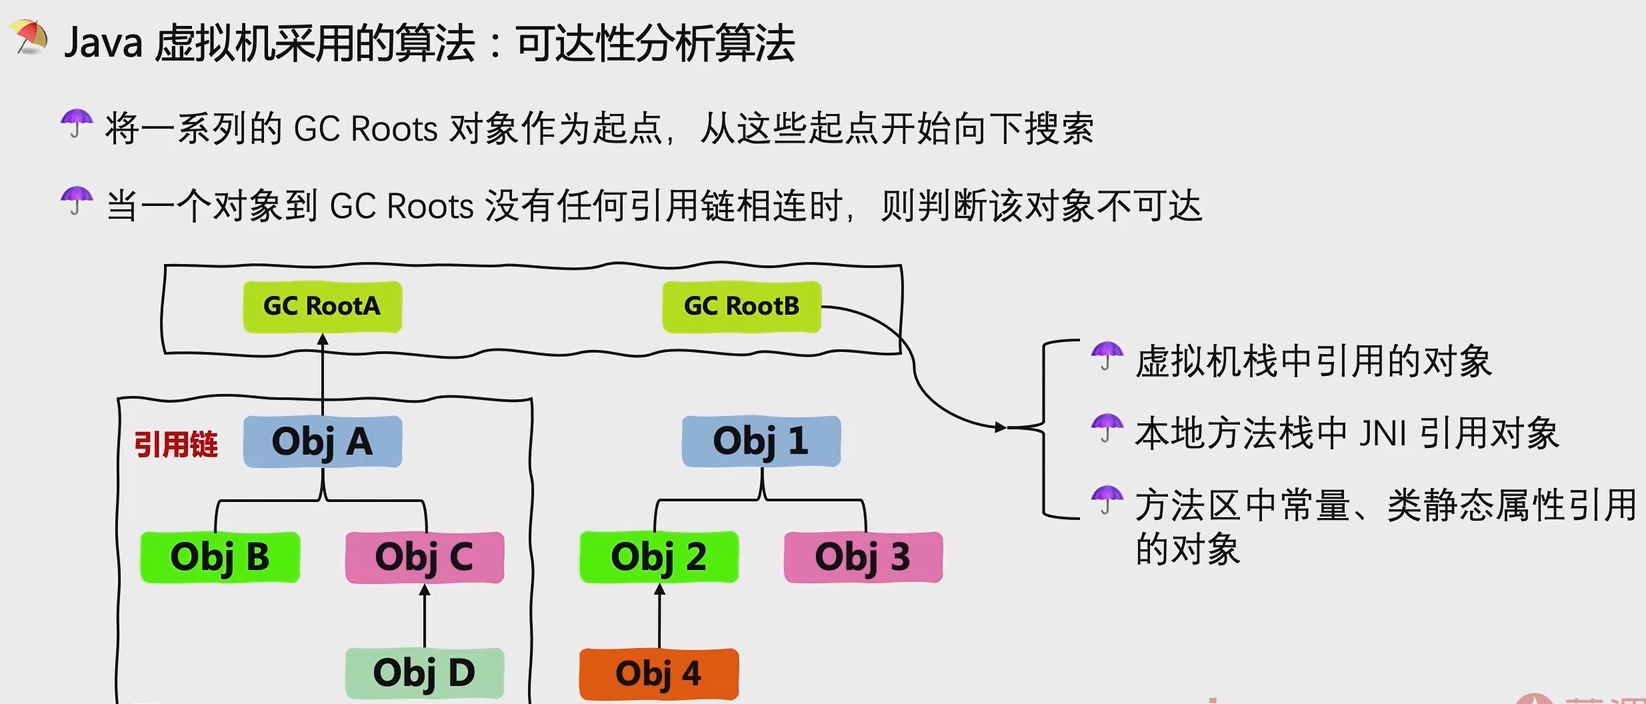 Java 虚拟机采用的算法：可达性分析算法
将一系列的 GC Roots 对象作为起点，从这些起点开始向下搜索
当一个对象到 GC Roots 没有任何引用链相连时，则判断该对象不可达
GC RootA
GC RootB
虚拟机栈中引用的对象
本地方法栈中 JNI 引用对象
方法区中常量、类静态属性引用
的对象
引用链
Obj A
Obj 1
Obj B
Obj C
Obj 2
Obj 3
Obj D
Obj 4